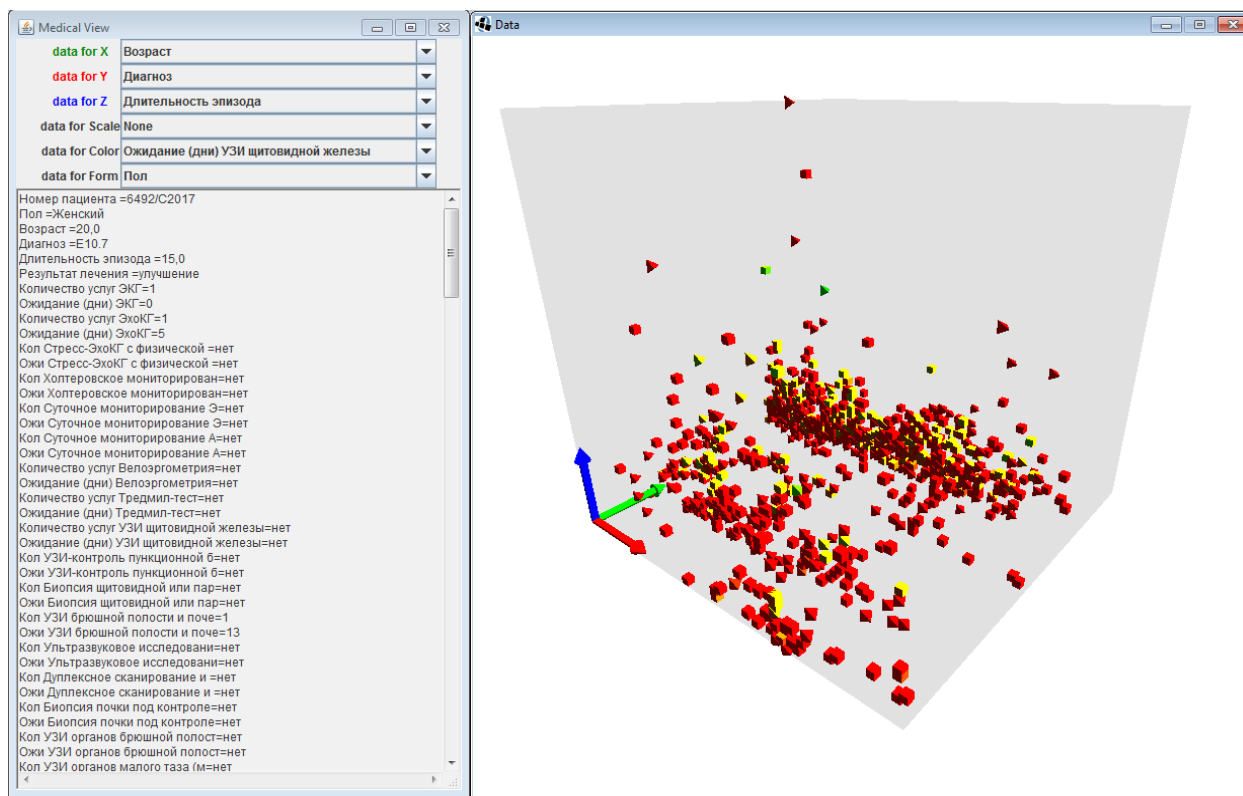 Medical View
data for X Возраст
data for Y Диагноз
data for Z Длительность эпизода
data for Scale None
data for Color Ожидание (дни) УЗИ щитовидной железы
data for Form Пол
Номер пациента =6492/C2017
Пол =Женский
Возраст =20,0
Диагноз =E10.7
Длительность эпизода =15,0
Результат лечения =улучшение
Количество услуг ЭКГ=1
Ожидание (дни) ЭКГ=0
Количество услуг ЭхоКГ=1
Ожидание (дни) ЭхоКГ=5
Кол Стресс-ЭхоКГ с физической =нет
Ожи Стресс-ЭхоКГ с физической =нет
Кол Холтеровское мониторирован=нет
Ожи Холтеровское мониторирован=нет
Кол Суточное мониторирование Э=нет
Ожи Суточное мониторирование Э=нет
Кол Суточное мониторирование А=нет
Ожи Суточное мониторирование А=нет
Количество услуг Велоэргометрия=нет
Ожидание (дни) Велоэргометрия=нет
Количество услуг Тредмил-тест=нет
Ожидание (дни) Тредмил-тест=нет
Количество услуг УЗИ щитовидной железы=нет
Ожидание (дни) УЗИ щитовидной железы=нет
Кол УЗИ-контроль пункционной б=нет
Ожи УЗИ-контроль пункционной б=нет
Кол Биопсия щитовидной или пар=нет
Ожи Биопсия щитовидной или пар=нет
Кол УЗИ брюшной полости и поче=1
Ожи УЗИ брюшной полости и поче=13
Кол Ультразвуковое исследовани=нет
Ожи Ультразвуковое исследовани=нет
Кол Дуплексное сканирование и =нет
Ожи Дуплексное сканирование и =нет
Кол Биопсия почки под контроле=нет
Ожи Биопсия почки под контроле=нет
Кол УЗИ органов брюшной полост=нет
Ожи УЗИ органов брюшной полост=нет
Кол УЗИ органов малого таза (м=нет
Data